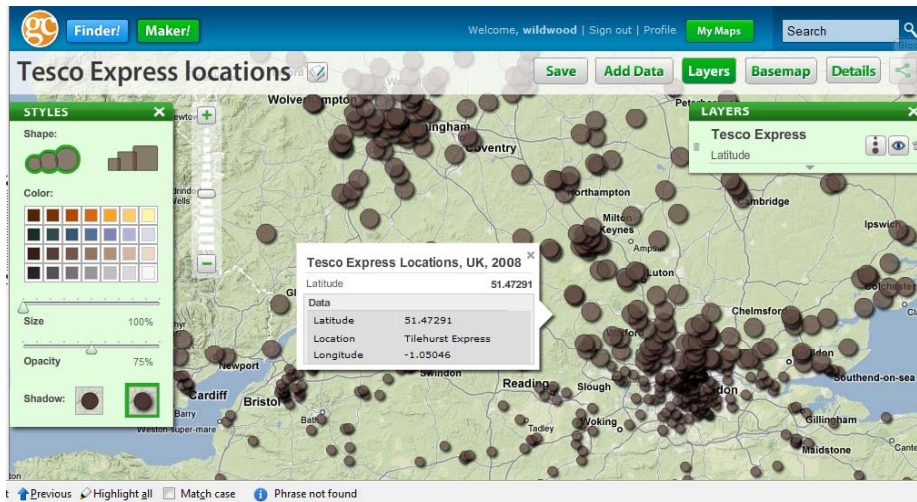 gc Finder! Maker! Welcome, wildwood | Sign out | Profile My Maps Search
Tesco Express locations Save Add Data Layers Basemap Details
STYLES
Shape:
Color:
Size 100%
Opacity 75%
Shadow:
LAYERS
Tesco Express
Latitude
Tesco Express Locations, UK, 2008
Latitude 51.47291
Data
Latitude 51.47291
Location Tilehurst Express
Longitude -1.05046
Coventry
Northampton
Milton
Keynes
Cambridge
Ipswich
Luton
Colchester
Chelmsford
Newport
Swindon
Reading
Slough
Southend-on-sea
Cardiff
Bristol
Barry
Bath
Weston-super-mare
Tadley
Woking
Gillingham
Maidstone
Previous Highlight all Match case Phrase not found